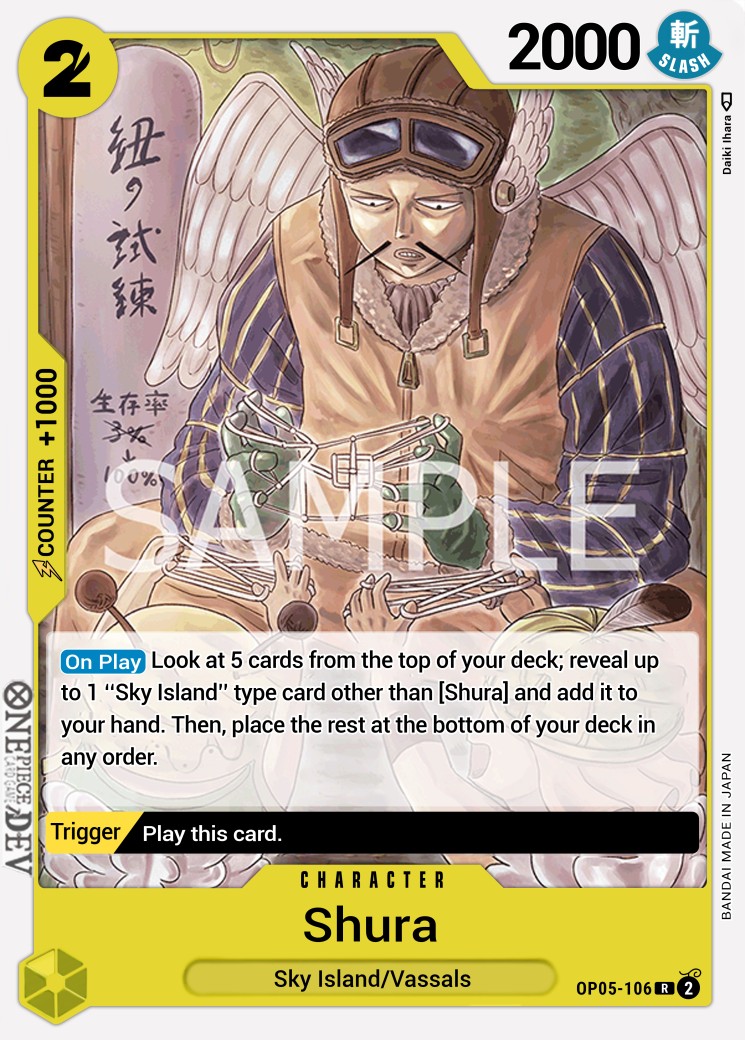 2
2000
斬
SLASH
Daiki Ihara
紐の試練
生存率
3%
↓
100%
COUNTER +1000
SAMPLE
On Play Look at 5 cards from the top of your deck; reveal up
to 1 "Sky Island" type card other than [Shura] and add it to
your hand. Then, place the rest at the bottom of your deck in
any order.
Trigger Play this card.
ONE PIECE CARD GAME .DEV
BANDAI MADE IN JAPAN
CHARACTER
Shura
Sky Island/Vassals
OP05-106 R 2